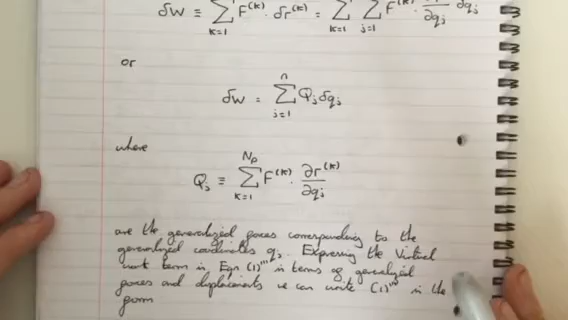 δW ≡ Σ_{k=1} F^{(k)} · δr^{(k)} = Σ_{k=1} Σ_{j=1} F^{(k)} · ∂q_j δq_j
or
δW = Σ_{j=1}^{n} Q_j δq_j
where
Q_j ≡ Σ_{k=1}^{N_p} F^{(k)} · ∂r^{(k)}/∂q_j
are the generalized forces corresponding to the
generalized coordinates q_j. Expressing the Virtual
work term in Eqn (1)''' in terms of generalized
forces and displacements we can write (1)''' in the
form